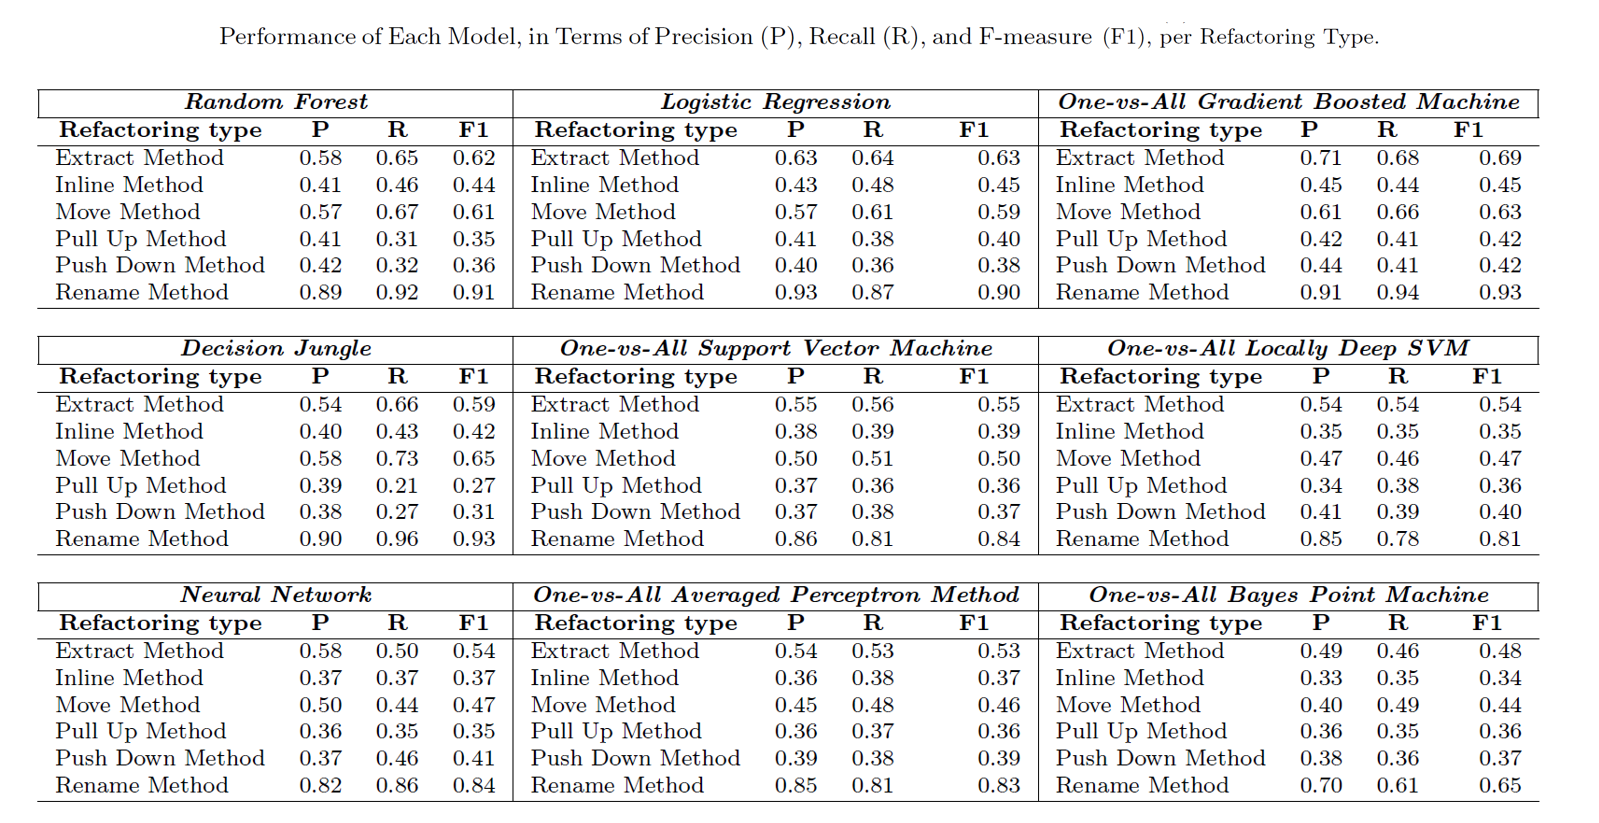 Performance of Each Model, in Terms of Precision (P), Recall (R), and F-measure (F1), per Refactoring Type.
Random Forest Logistic Regression One-vs-All Gradient Boosted Machine
Refactoring type P R F1 Refactoring type P R F1 Refactoring type P R F1
Extract Method 0.58 0.65 0.62 Extract Method 0.63 0.64 0.63 Extract Method 0.71 0.68 0.69
Inline Method 0.41 0.46 0.44 Inline Method 0.43 0.48 0.45 Inline Method 0.45 0.44 0.45
Move Method 0.57 0.67 0.61 Move Method 0.57 0.61 0.59 Move Method 0.61 0.66 0.63
Pull Up Method 0.41 0.31 0.35 Pull Up Method 0.41 0.38 0.40 Pull Up Method 0.42 0.41 0.42
Push Down Method 0.42 0.32 0.36 Push Down Method 0.40 0.36 0.38 Push Down Method 0.44 0.41 0.42
Rename Method 0.89 0.92 0.91 Rename Method 0.93 0.87 0.90 Rename Method 0.91 0.94 0.93
Decision Jungle One-vs-All Support Vector Machine One-vs-All Locally Deep SVM
Refactoring type P R F1 Refactoring type P R F1 Refactoring type P R F1
Extract Method 0.54 0.66 0.59 Extract Method 0.55 0.56 0.55 Extract Method 0.54 0.54 0.54
Inline Method 0.40 0.43 0.42 Inline Method 0.38 0.39 0.39 Inline Method 0.35 0.35 0.35
Move Method 0.58 0.73 0.65 Move Method 0.50 0.51 0.50 Move Method 0.47 0.46 0.47
Pull Up Method 0.39 0.21 0.27 Pull Up Method 0.37 0.36 0.36 Pull Up Method 0.34 0.38 0.36
Push Down Method 0.38 0.27 0.31 Push Down Method 0.37 0.38 0.37 Push Down Method 0.41 0.39 0.40
Rename Method 0.90 0.96 0.93 Rename Method 0.86 0.81 0.84 Rename Method 0.85 0.78 0.81
Neural Network One-vs-All Averaged Perceptron Method One-vs-All Bayes Point Machine
Refactoring type P R F1 Refactoring type P R F1 Refactoring type P R F1
Extract Method 0.58 0.50 0.54 Extract Method 0.54 0.53 0.53 Extract Method 0.49 0.46 0.48
Inline Method 0.37 0.37 0.37 Inline Method 0.36 0.38 0.37 Inline Method 0.33 0.35 0.34
Move Method 0.50 0.44 0.47 Move Method 0.45 0.48 0.46 Move Method 0.40 0.49 0.44
Pull Up Method 0.36 0.35 0.35 Pull Up Method 0.36 0.37 0.36 Pull Up Method 0.36 0.35 0.36
Push Down Method 0.37 0.46 0.41 Push Down Method 0.39 0.38 0.39 Push Down Method 0.38 0.36 0.37
Rename Method 0.82 0.86 0.84 Rename Method 0.85 0.81 0.83 Rename Method 0.70 0.61 0.65